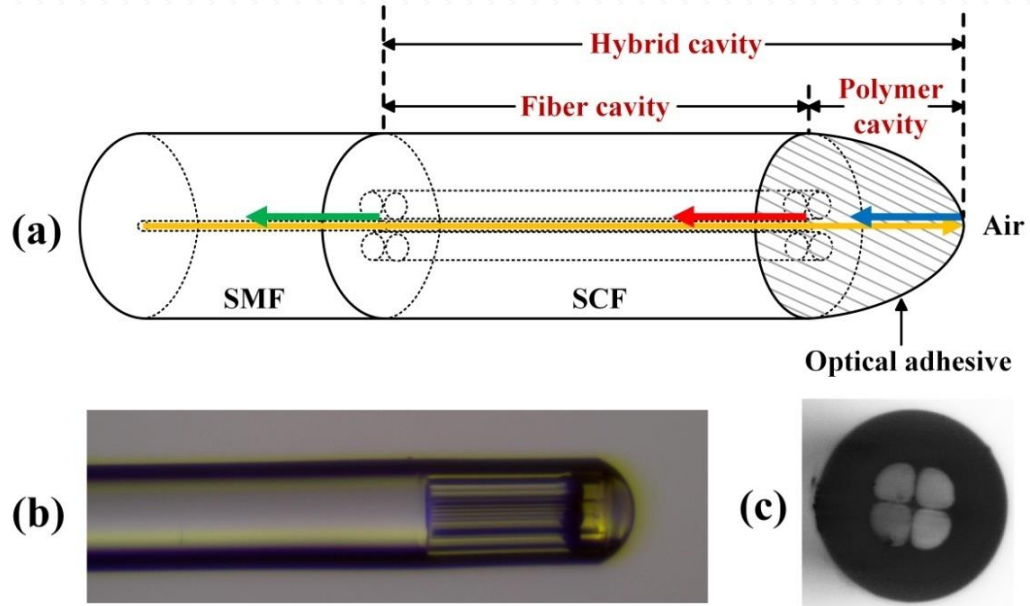 Hybrid cavity
Fiber cavity
Polymer
cavity
(a)
Air
SMF
SCF
Optical adhesive
(b)
(c)